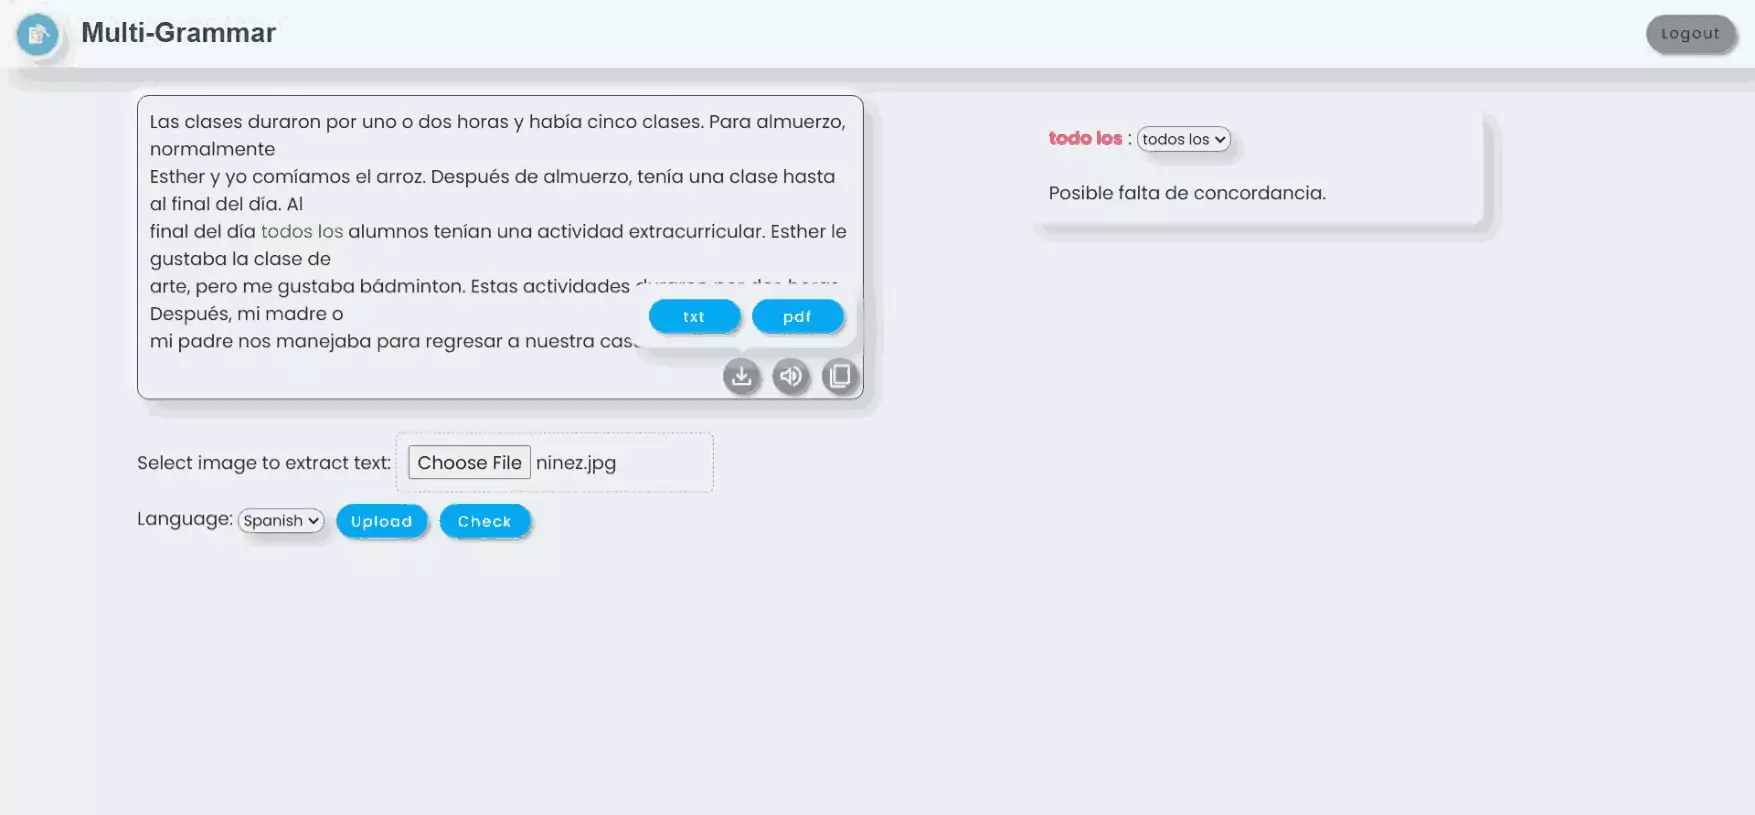 Multi-Grammar
Logout
Las clases duraron por uno o dos horas y había cinco clases. Para almuerzo,
normalmente
Esther y yo comíamos el arroz. Después de almuerzo, tenía una clase hasta
al final del día. Al
final del día todos los alumnos tenían una actividad extracurricular. Esther le
gustaba la clase de
arte, pero me gustaba bádminton. Estas actividades duraron por dos horas.
Después, mi madre o
mi padre nos manejaba para regresar a nuestra
txt
pdf
todo los : todos los
Posible falta de concordancia.
Select image to extract text: Choose File ninez.jpg
Language: Spanish Upload Check